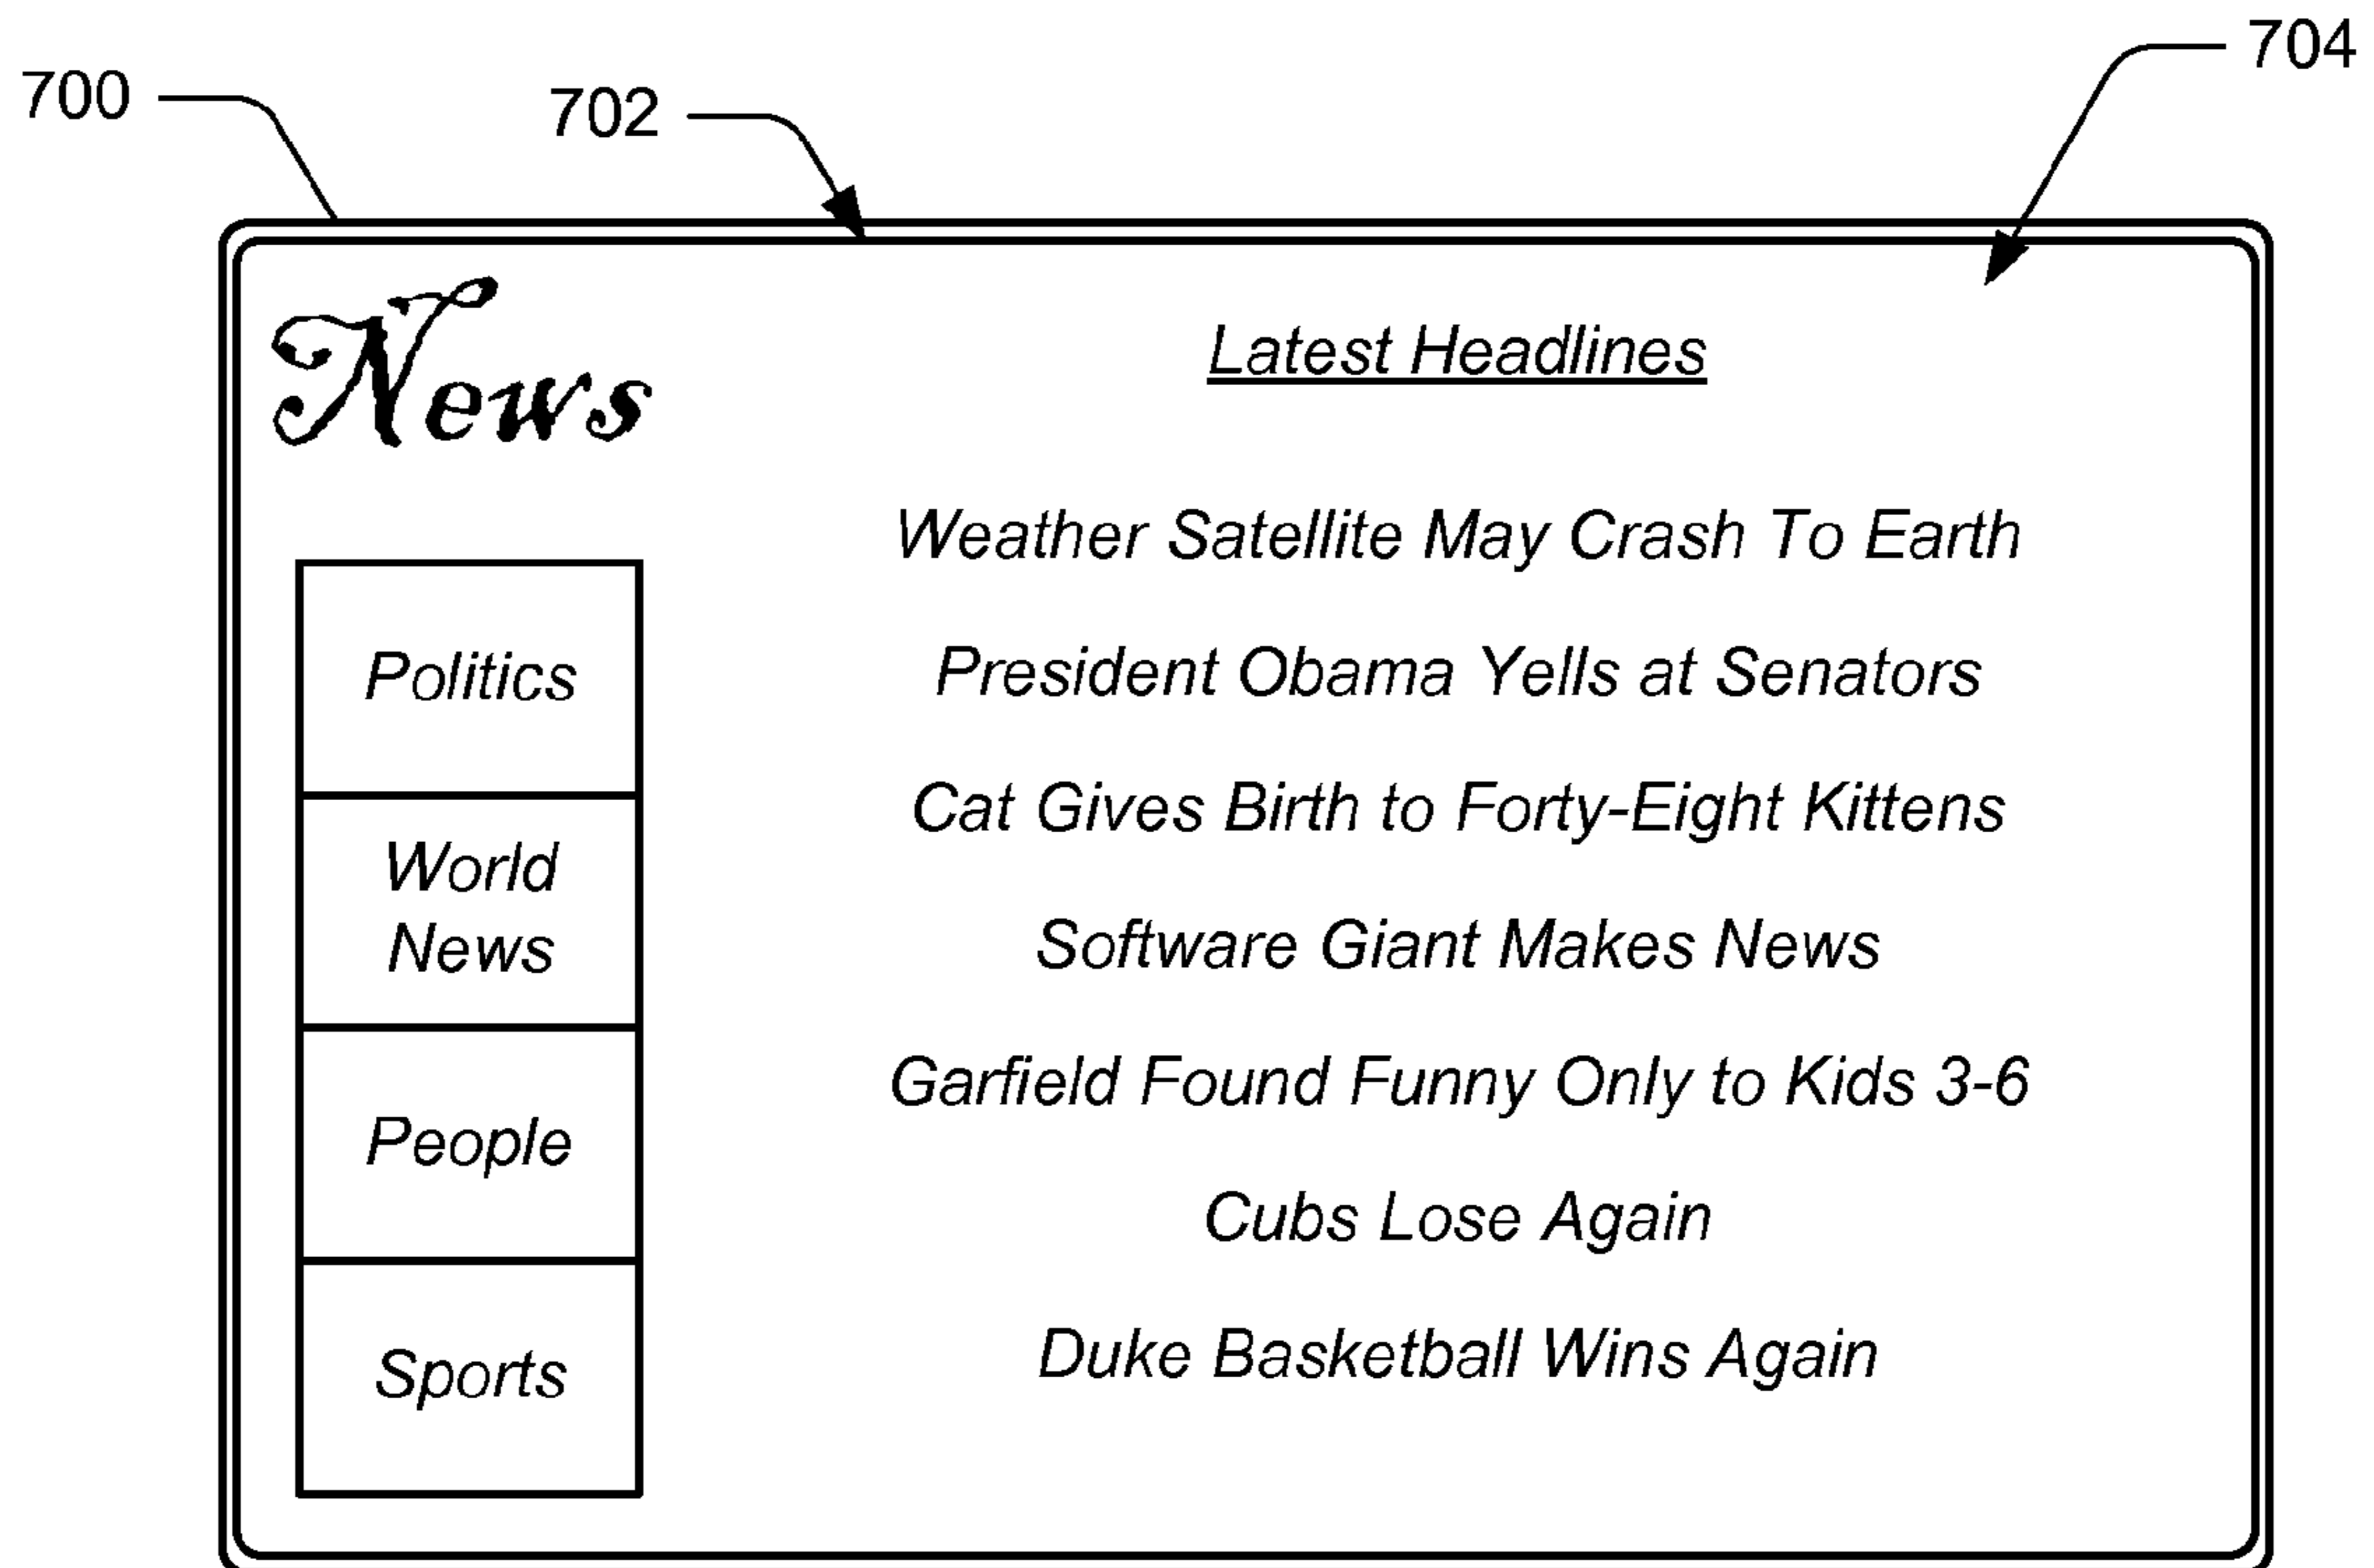 704
700
702
News
Latest Headlines
Weather Satellite May Crash To Earth
President Obama Yells at Senators
Cat Gives Birth to Forty-Eight Kittens
Software Giant Makes News
Garfield Found Funny Only to Kids 3-6
Cubs Lose Again
Duke Basketball Wins Again
Politics
World
News
People
Sports